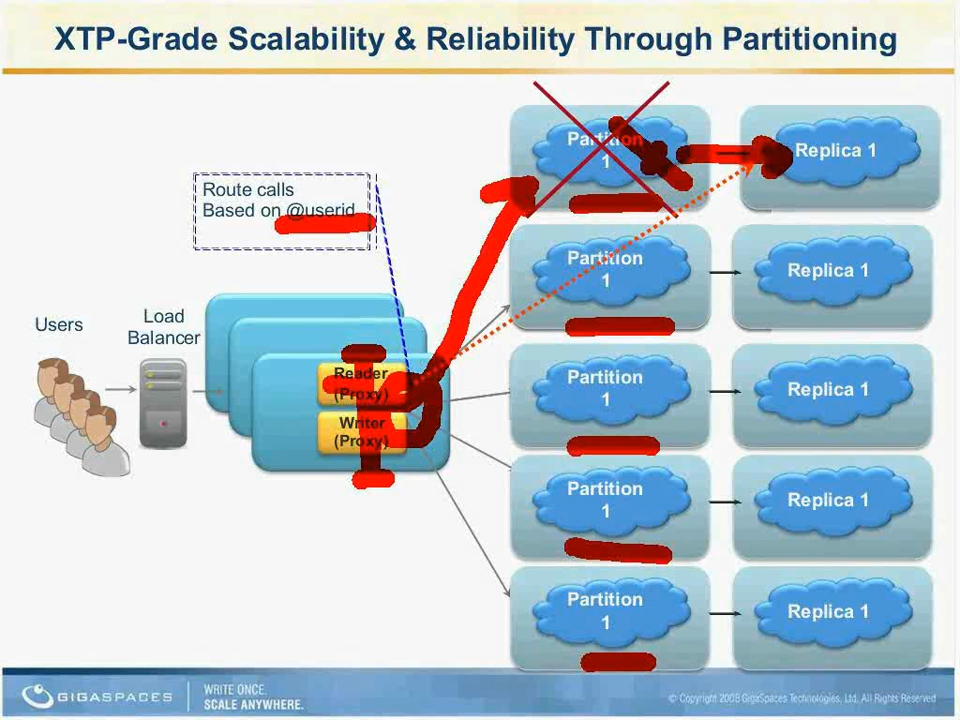 XTP-Grade Scalability & Reliability Through Partitioning
Partition
1
Replica 1
Route calls
Based on @userid
Partition
1
Replica 1
Users
Load
Balancer
Reader
(Proxy)
Writer
(Proxy)
Partition
1
Replica 1
Partition
1
Replica 1
Partition
1
Replica 1
GIGASPACES
WRITE ONCE.
SCALE ANYWHERE.
© Copyright 2008 GigaSpaces Technologies, Ltd. All Rights Reserved